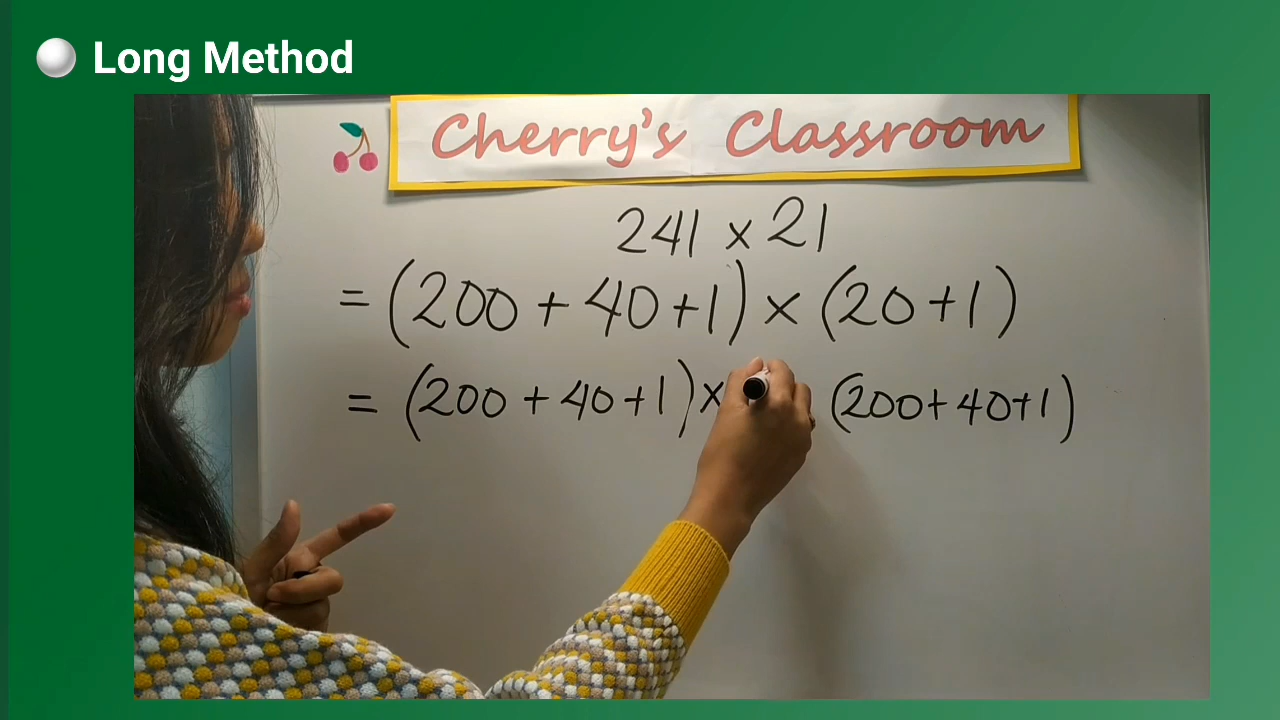 Long Method
Cherry's Classroom
241 × 21
= (200 + 40 + 1) × (20 + 1)
= (200 + 40 + 1) × (200 + 40 + 1)